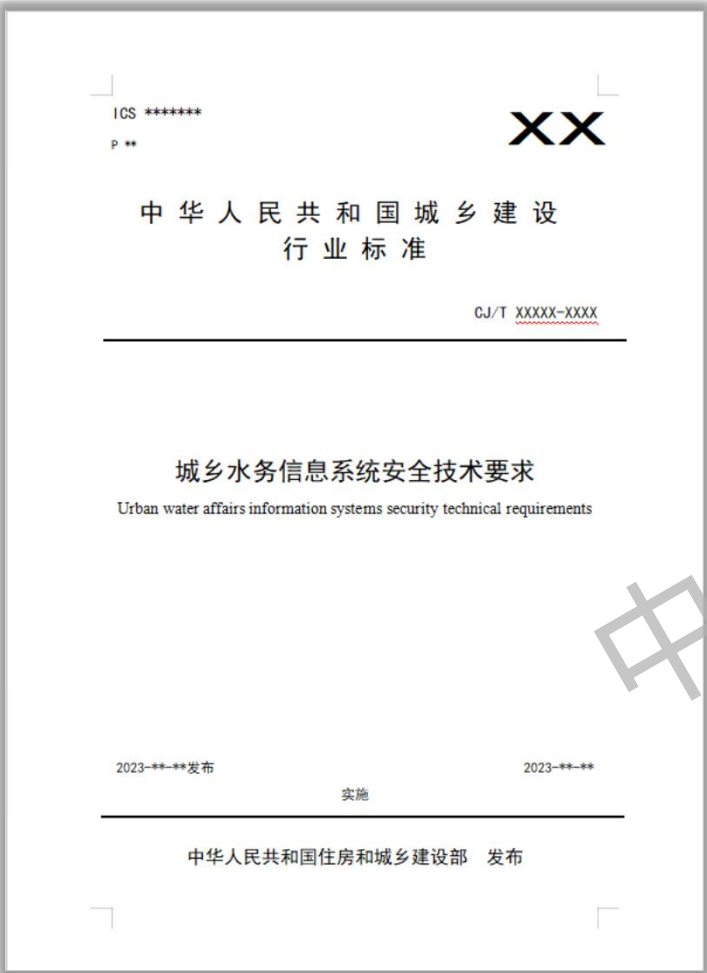 ICS *******
P **
XX
中华人民共和国城乡建设
行业标准
CJ/T XXXXX-XXXX
城乡水务信息系统安全技术要求
Urban water affairs information systems security technical requirements
中
2023-**-**发布
2023-**-**
实施
中华人民共和国住房和城乡建设部 发布